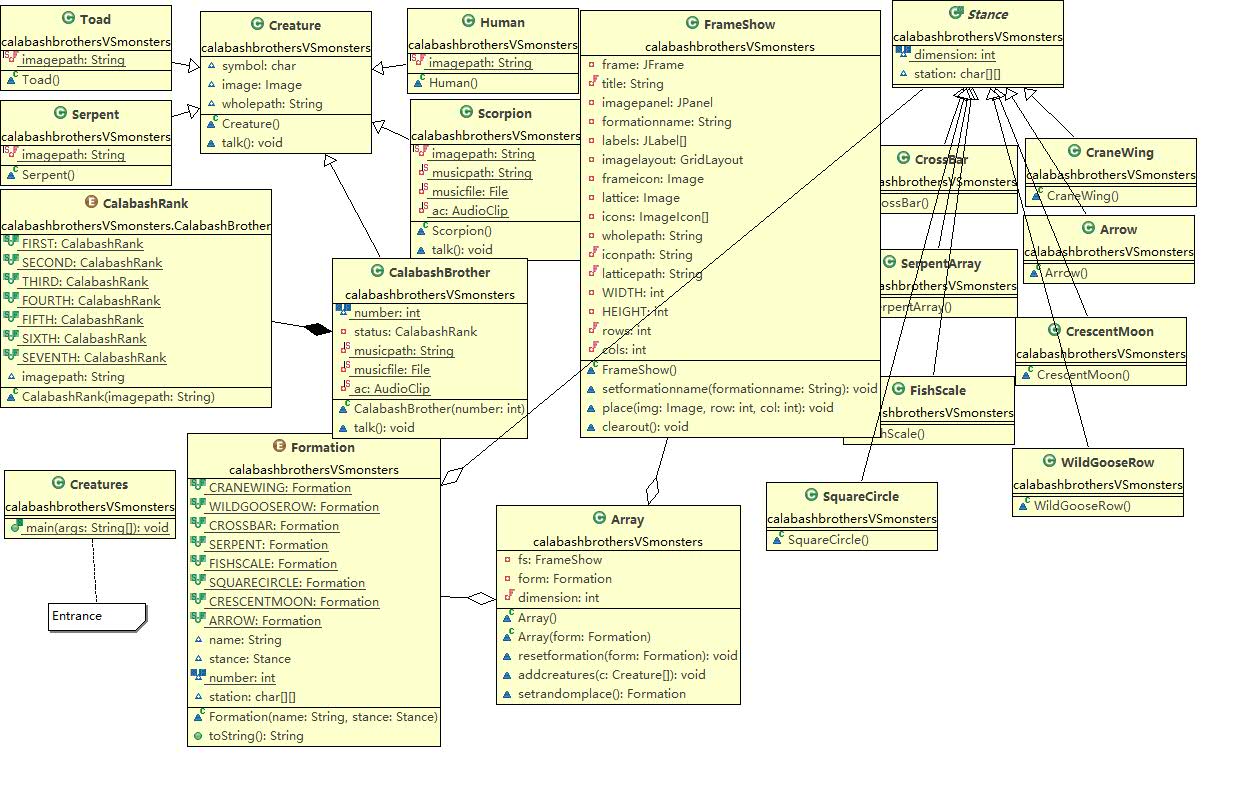 Toad
calabashbrothersVSmonsters
imagepath: String
Toad()
Creature
calabashbrothersVSmonsters
symbol: char
image: Image
wholepath: String
Creature()
talk(): void
Human
calabashbrothersVSmonsters
imagepath: String
Human()
FrameShow
calabashbrothersVSmonsters
frame: JFrame
title: String
imagepanel: JPanel
formationname: String
labels: JLabel[]
imagelayout: GridLayout
frameicon: Image
lattice: Image
icons: ImageIcon[]
wholepath: String
iconpath: String
latticepath: String
WIDTH: int
HEIGHT: int
rows: int
cols: int
FrameShow()
setformationname(formationname: String): void
place(img: Image, row: int, col: int): void
clearout(): void
Stance
calabashbrothersVSmonsters
dimension: int
station: char[][]
Serpent
calabashbrothersVSmonsters
imagepath: String
Serpent()
Scorpion
calabashbrothersVSmonsters
imagepath: String
musicpath: String
musicfile: File
ac: AudioClip
Scorpion()
talk(): void
CrossBar
abashbrothersVSmonsters
ossBar()
CraneWing
calabashbrothersVSmonsters
CraneWing()
CalabashRank
calabashbrothersVSmonsters.CalabashBrother
FIRST: CalabashRank
SECOND: CalabashRank
THIRD: CalabashRank
FOURTH: CalabashRank
FIFTH: CalabashRank
SIXTH: CalabashRank
SEVENTH: CalabashRank
imagepath: String
CalabashRank(imagepath: String)
Arrow
calabashbrothersVSmonsters
Arrow()
CalabashBrother
calabashbrothersVSmonsters
number: int
status: CalabashRank
musicpath: String
musicfile: File
ac: AudioClip
CalabashBrother(number: int)
talk(): void
SerpentArray
abashbrothersVSmonsters
erpentArray()
CrescentMoon
calabashbrothersVSmonsters
CrescentMoon()
FishScale
shbrothersVSmonsters
hScale()
Formation
calabashbrothersVSmonsters
CRANEWING: Formation
WILDGOOSEROW: Formation
CROSSBAR: Formation
SERPENT: Formation
FISHSCALE: Formation
SQUARECIRCLE: Formation
CRESCENTMOON: Formation
ARROW: Formation
name: String
stance: Stance
number: int
station: char[][]
Formation(name: String, stance: Stance)
toString(): String
WildGooseRow
calabashbrothersVSmonsters
WildGooseRow()
Creatures
calabashbrothersVSmonsters
main(args: String[]): void
Entrance
SquareCircle
calabashbrothersVSmonsters
SquareCircle()
Array
calabashbrothersVSmonsters
fs: FrameShow
form: Formation
dimension: int
Array()
Array(form: Formation)
resetformation(form: Formation): void
addcreatures(c: Creature[]): void
setrandomplace(): Formation